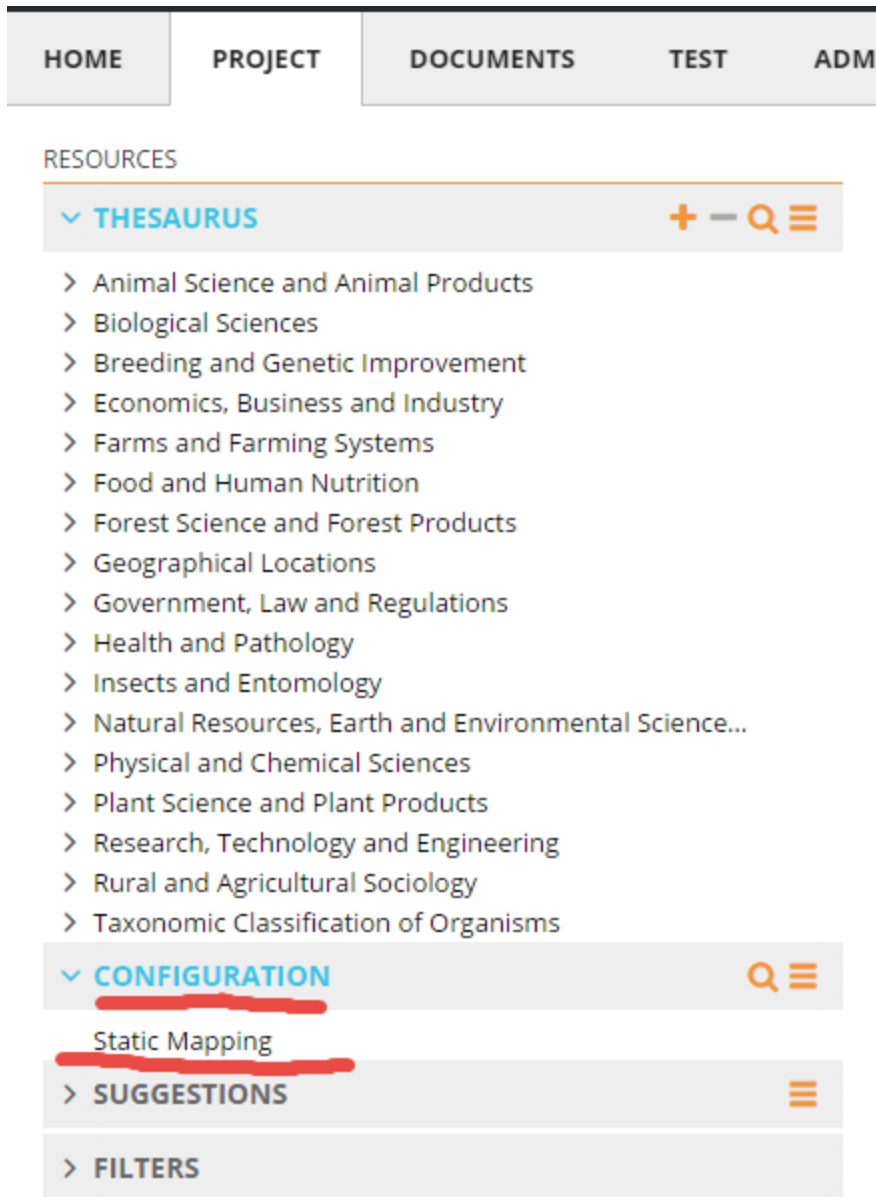 HOME PROJECT DOCUMENTS TEST ADM
RESOURCES
THESAURUS
Animal Science and Animal Products
Biological Sciences
Breeding and Genetic Improvement
Economics, Business and Industry
Farms and Farming Systems
Food and Human Nutrition
Forest Science and Forest Products
Geographical Locations
Government, Law and Regulations
Health and Pathology
Insects and Entomology
Natural Resources, Earth and Environmental Science...
Physical and Chemical Sciences
Plant Science and Plant Products
Research, Technology and Engineering
Rural and Agricultural Sociology
Taxonomic Classification of Organisms
CONFIGURATION
Static Mapping
SUGGESTIONS
FILTERS